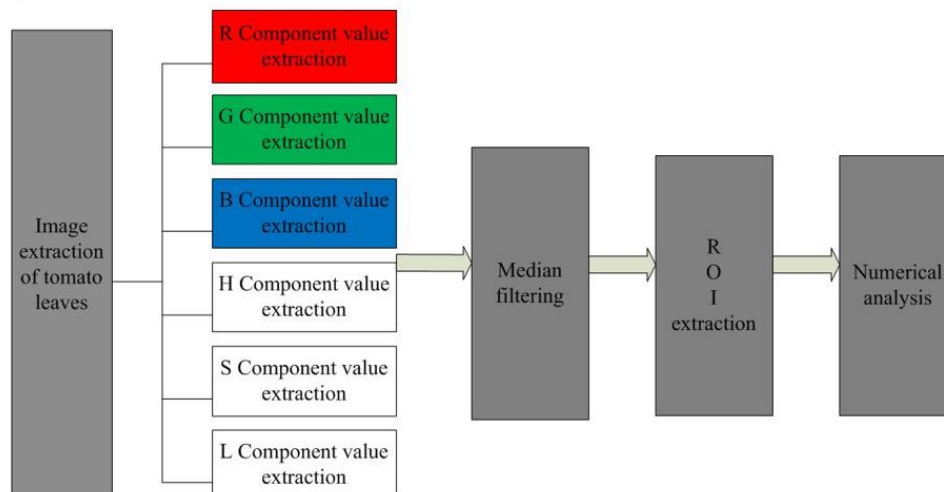 Image
extraction
of tomato
leaves
R Component value
extraction
G Component value
extraction
B Component value
extraction
H Component value
extraction
S Component value
extraction
L Component value
extraction
Median
filtering
R
O
I
extraction
Numerical
analysis